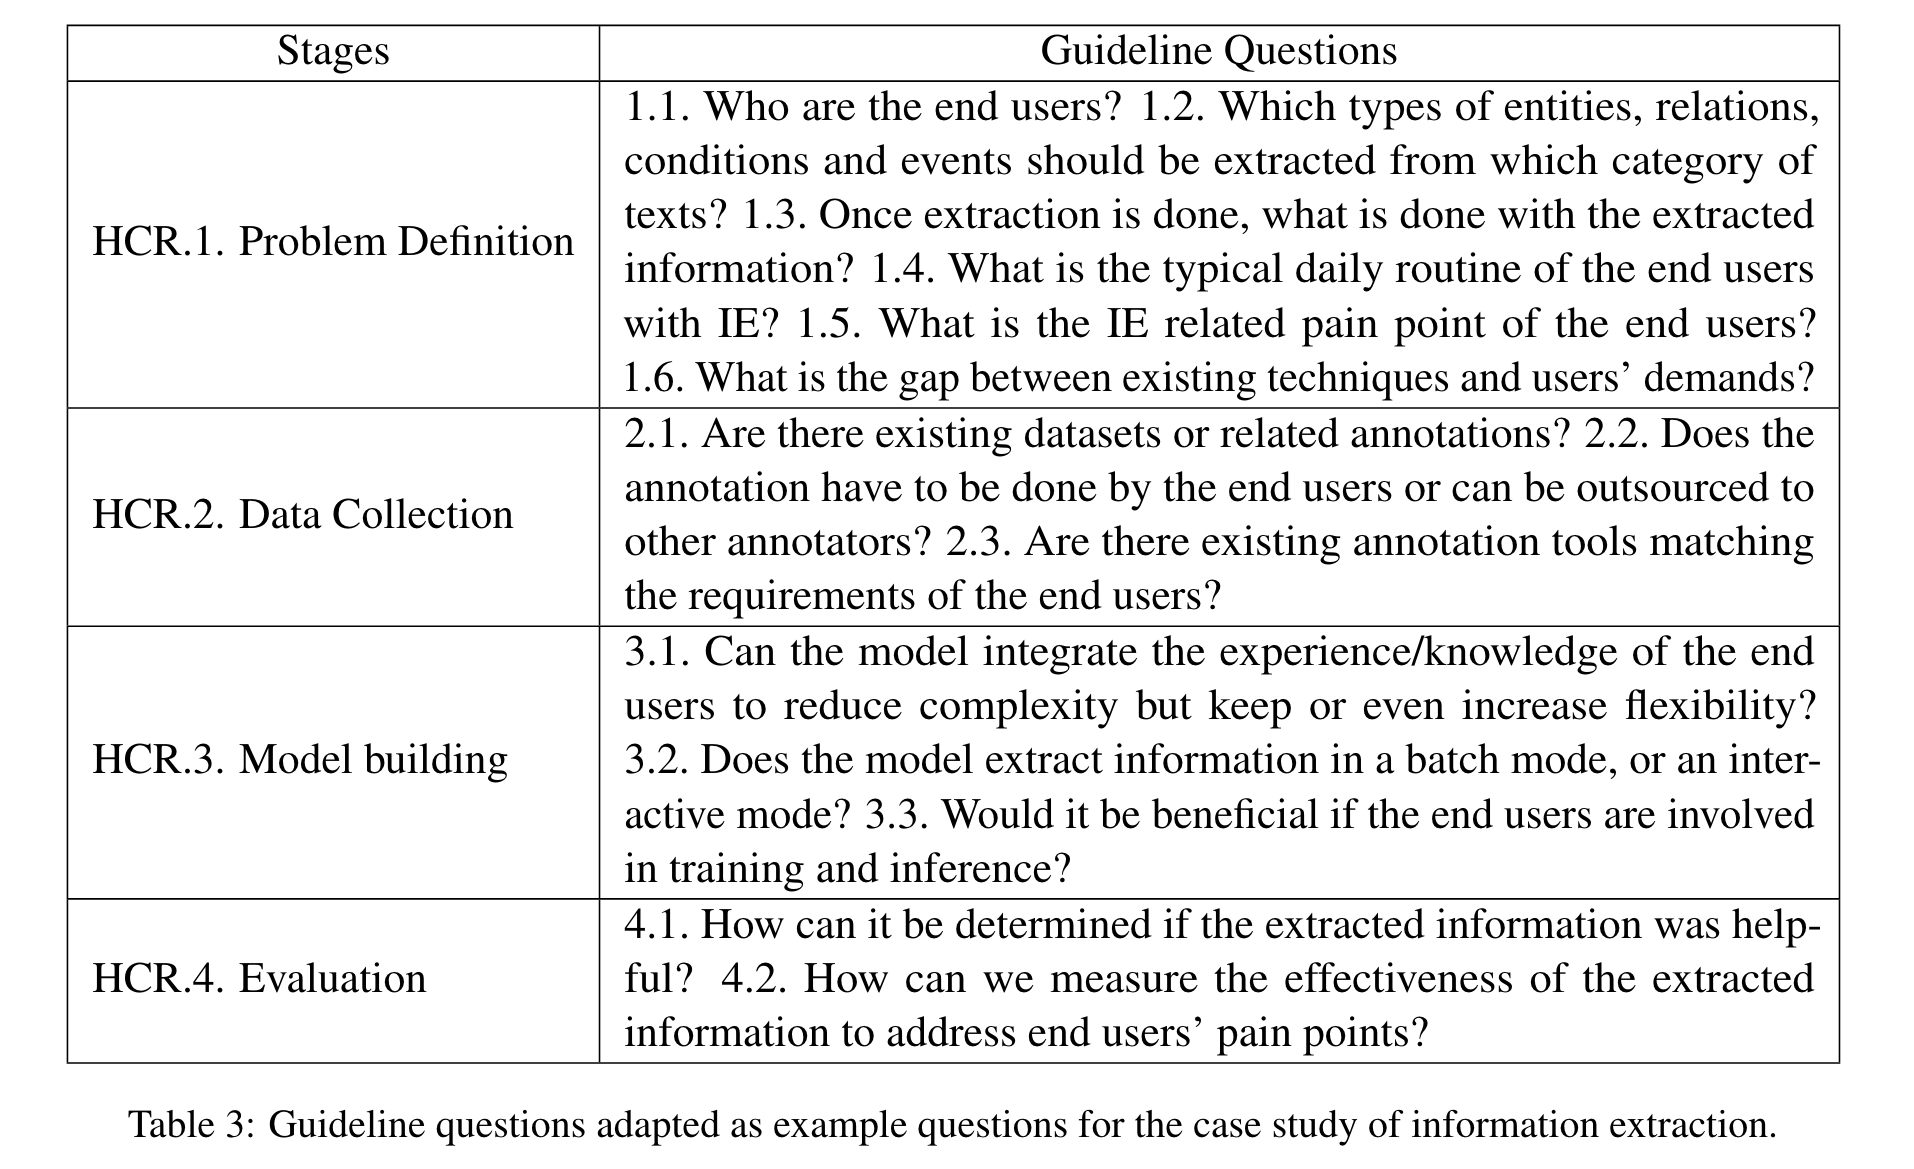 Stages
Guideline Questions
HCR.1. Problem Definition
1.1. Who are the end users? 1.2. Which types of entities, relations,
conditions and events should be extracted from which category of
texts? 1.3. Once extraction is done, what is done with the extracted
information? 1.4. What is the typical daily routine of the end users
with IE? 1.5. What is the IE related pain point of the end users?
1.6. What is the gap between existing techniques and users’ demands?
HCR.2. Data Collection
2.1. Are there existing datasets or related annotations? 2.2. Does the
annotation have to be done by the end users or can be outsourced to
other annotators? 2.3. Are there existing annotation tools matching
the requirements of the end users?
HCR.3. Model building
3.1. Can the model integrate the experience/knowledge of the end
users to reduce complexity but keep or even increase flexibility?
3.2. Does the model extract information in a batch mode, or an inter-
active mode? 3.3. Would it be beneficial if the end users are involved
in training and inference?
HCR.4. Evaluation
4.1. How can it be determined if the extracted information was help-
ful? 4.2. How can we measure the effectiveness of the extracted
information to address end users’ pain points?
Table 3: Guideline questions adapted as example questions for the case study of information extraction.